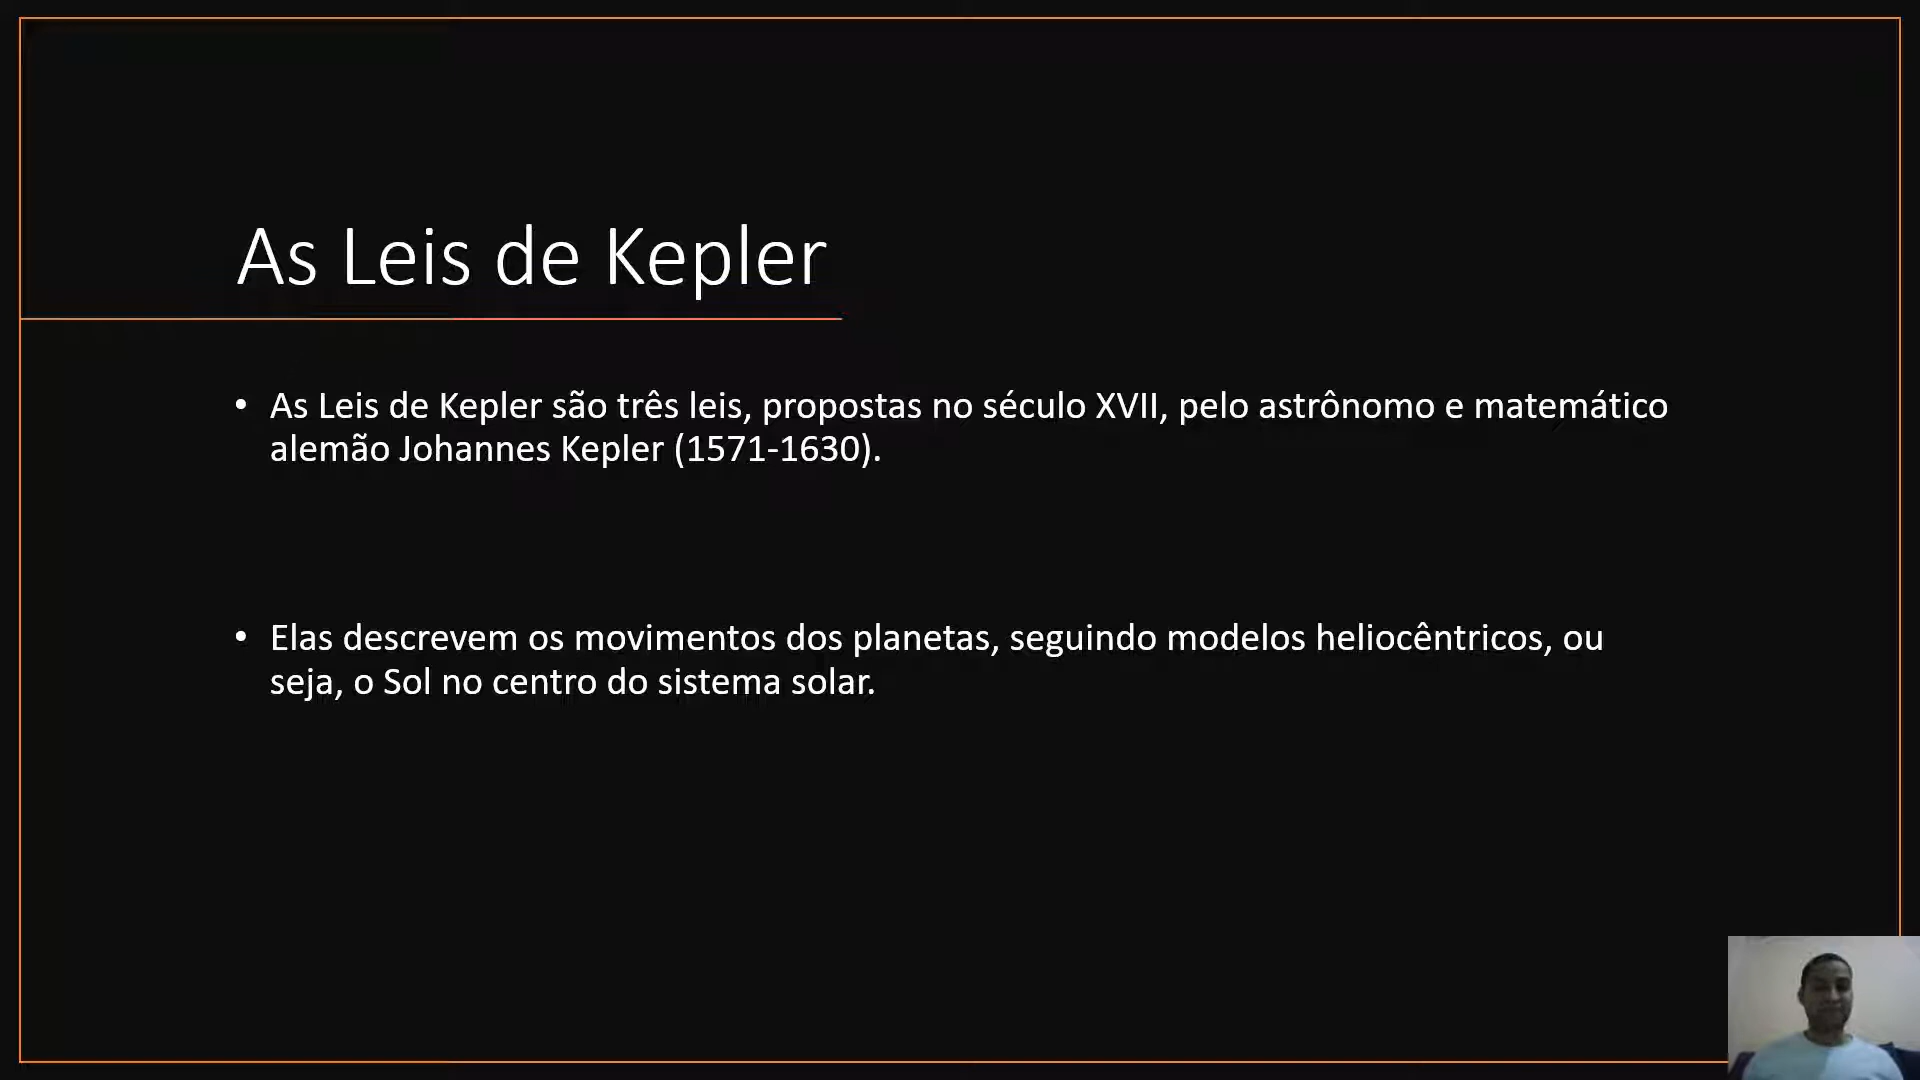 As Leis de Kepler
• As Leis de Kepler são três leis, propostas no século XVII, pelo astrônomo e matemático
alemão Johannes Kepler (1571-1630).
• Elas descrevem os movimentos dos planetas, seguindo modelos heliocêntricos, ou
seja, o Sol no centro do sistema solar.